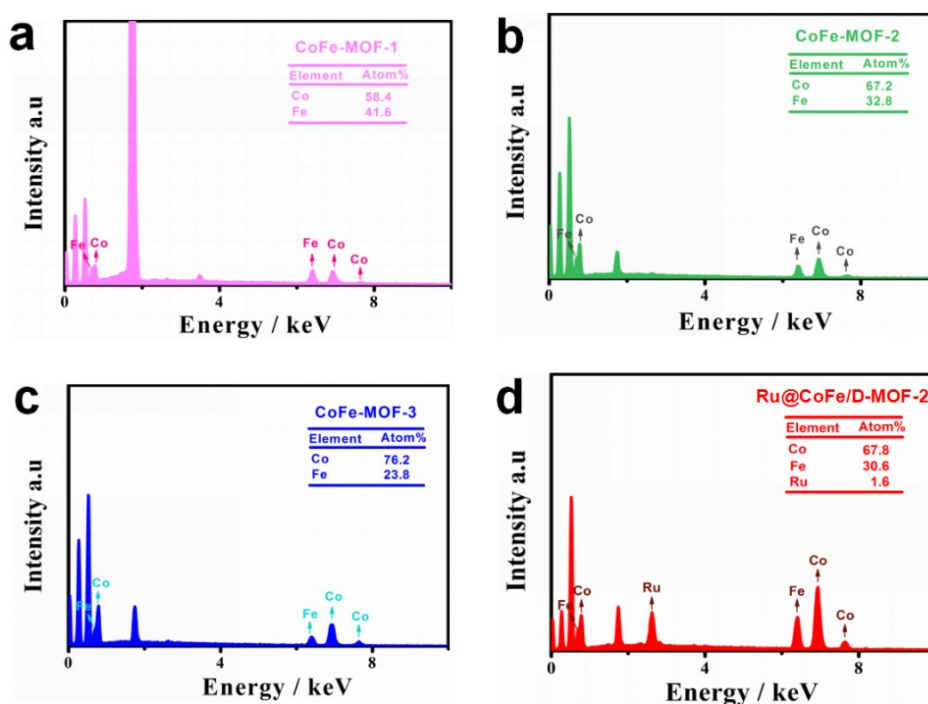 a
CoFe-MOF-1
Element Atom%
Co 58.4
Fe 41.6
Intensity a.u
Fe Co
Fe Co Co
0 4 8
Energy / keV
b
CoFe-MOF-2
Element Atom%
Co 67.2
Fe 32.8
Intensity a.u
Fe Co
Fe Co Co
0 4 8
Energy / keV
c
CoFe-MOF-3
Element Atom%
Co 76.2
Fe 23.8
Intensity a.u
Fe Co
Fe Co Co
0 4 8
Energy / keV
d
Ru@CoFe/D-MOF-2
Element Atom%
Co 67.8
Fe 30.6
Ru 1.6
Intensity a.u
Fe Co Ru Fe Co Co
0 4 8
Energy / keV